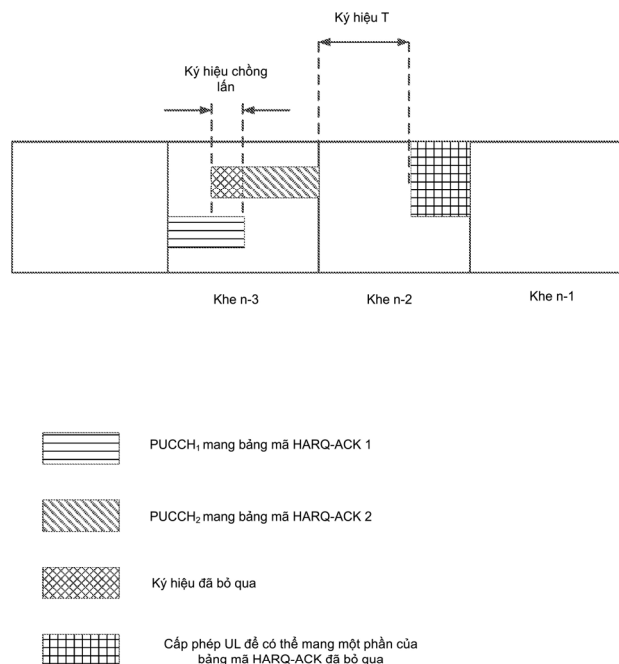 Ký hiệu T
Ký hiệu chồng
lấn
Khe n-3
Khe n-2
Khe n-1
PUCCH₁ mang bảng mã HARQ-ACK 1
PUCCH₂ mang bảng mã HARQ-ACK 2
Ký hiệu đã bỏ qua
Cấp phép UL để có thể mang một phần của
bảng mã HARQ-ACK đã bỏ qua